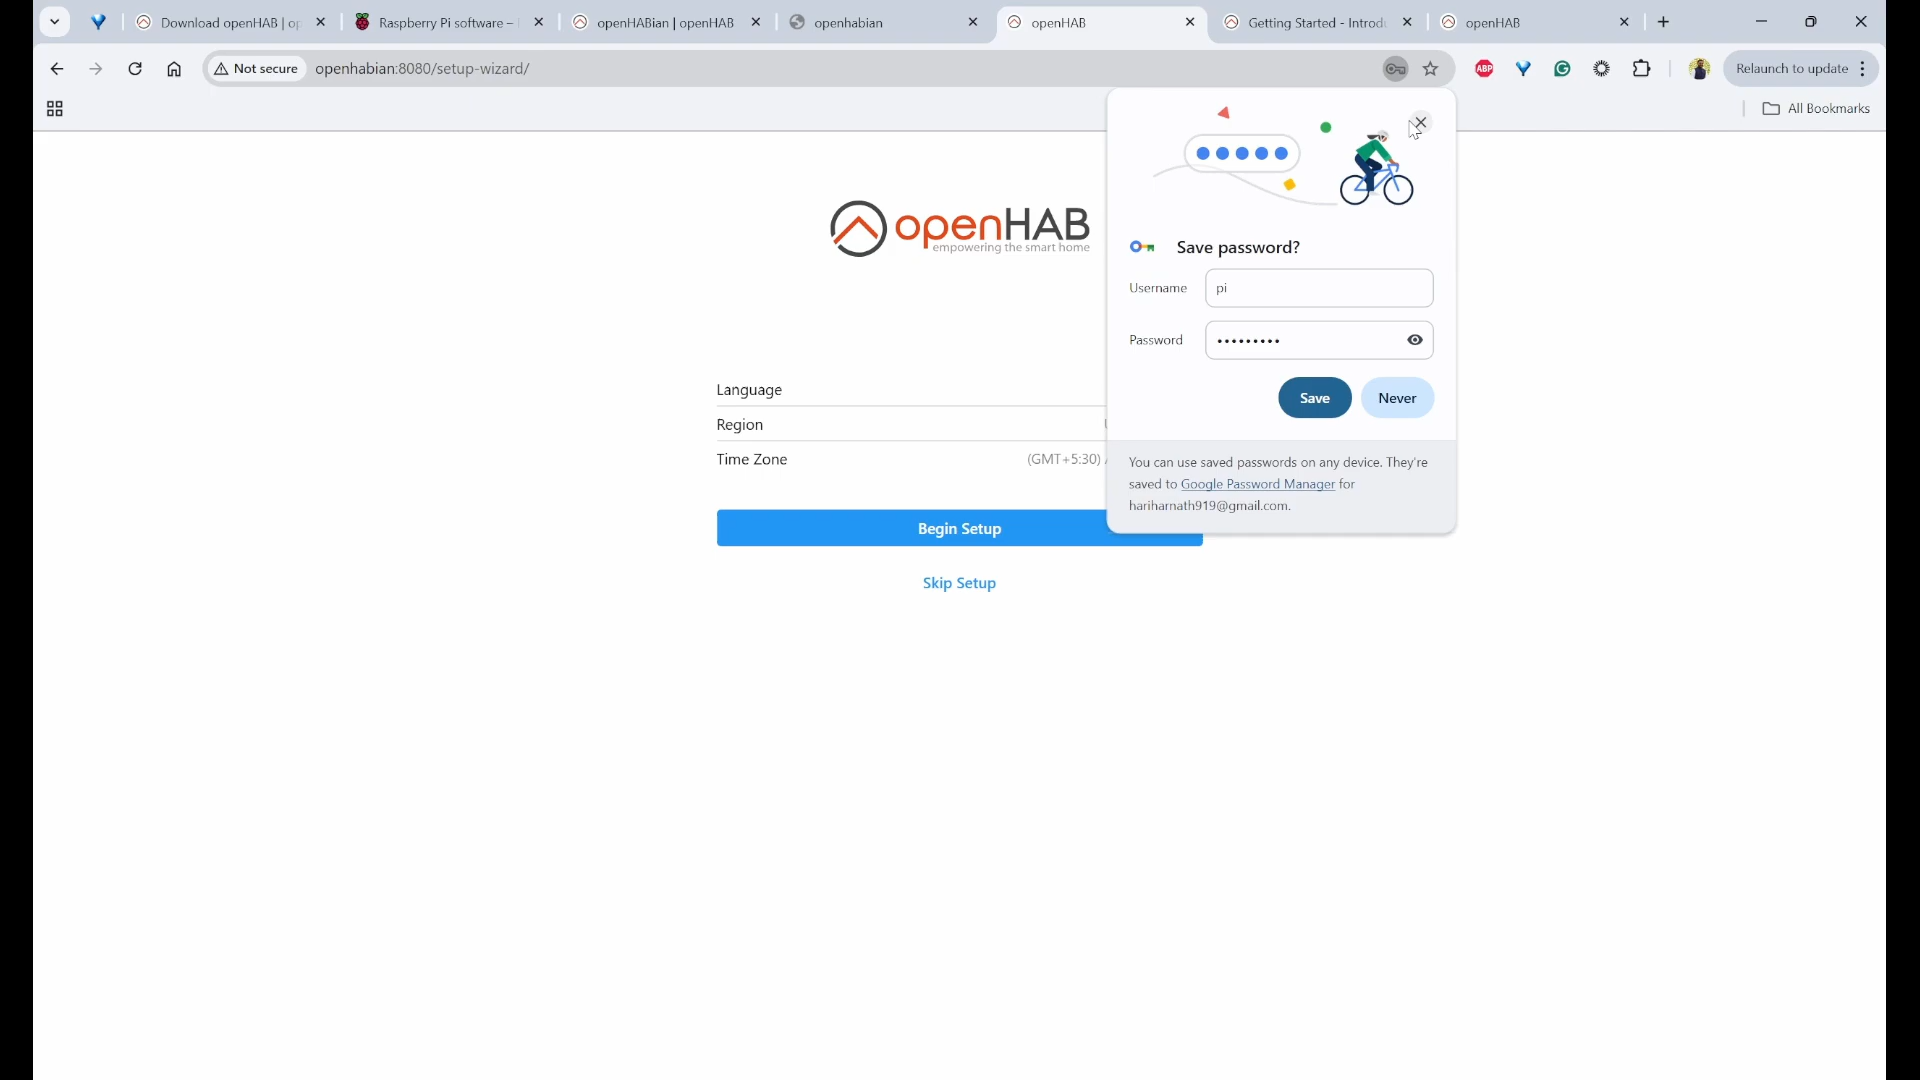 Download openHAB | op
Raspberry Pi software –
openHABian | openHAB
openhabian
openHAB
Getting Started - Introdu
openHAB
Not secure
openhabian:8080/setup-wizard/
ABP
Relaunch to update
All Bookmarks
openHAB
empowering the smart home
Save password?
Username
pi
Password
•••••••••
Save
Never
You can use saved passwords on any device. They're
saved to Google Password Manager for
hariharnath919@gmail.com.
Language
Region
Time Zone
(GMT+5:30)
Begin Setup
Skip Setup